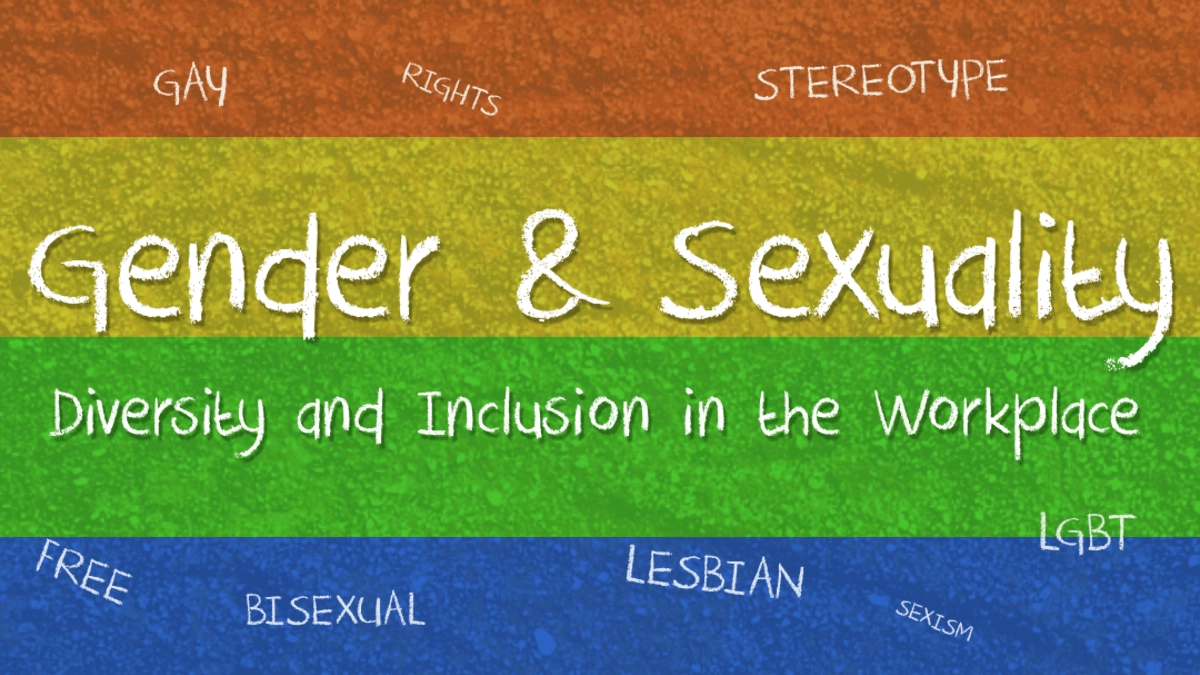 GAY
RIGHTS
STEREOTYPE
Gender & Sexuality
Diversity and Inclusion in the Workplace
LGBT
FREE
BISEXUAL
LESBIAN
SEXISM